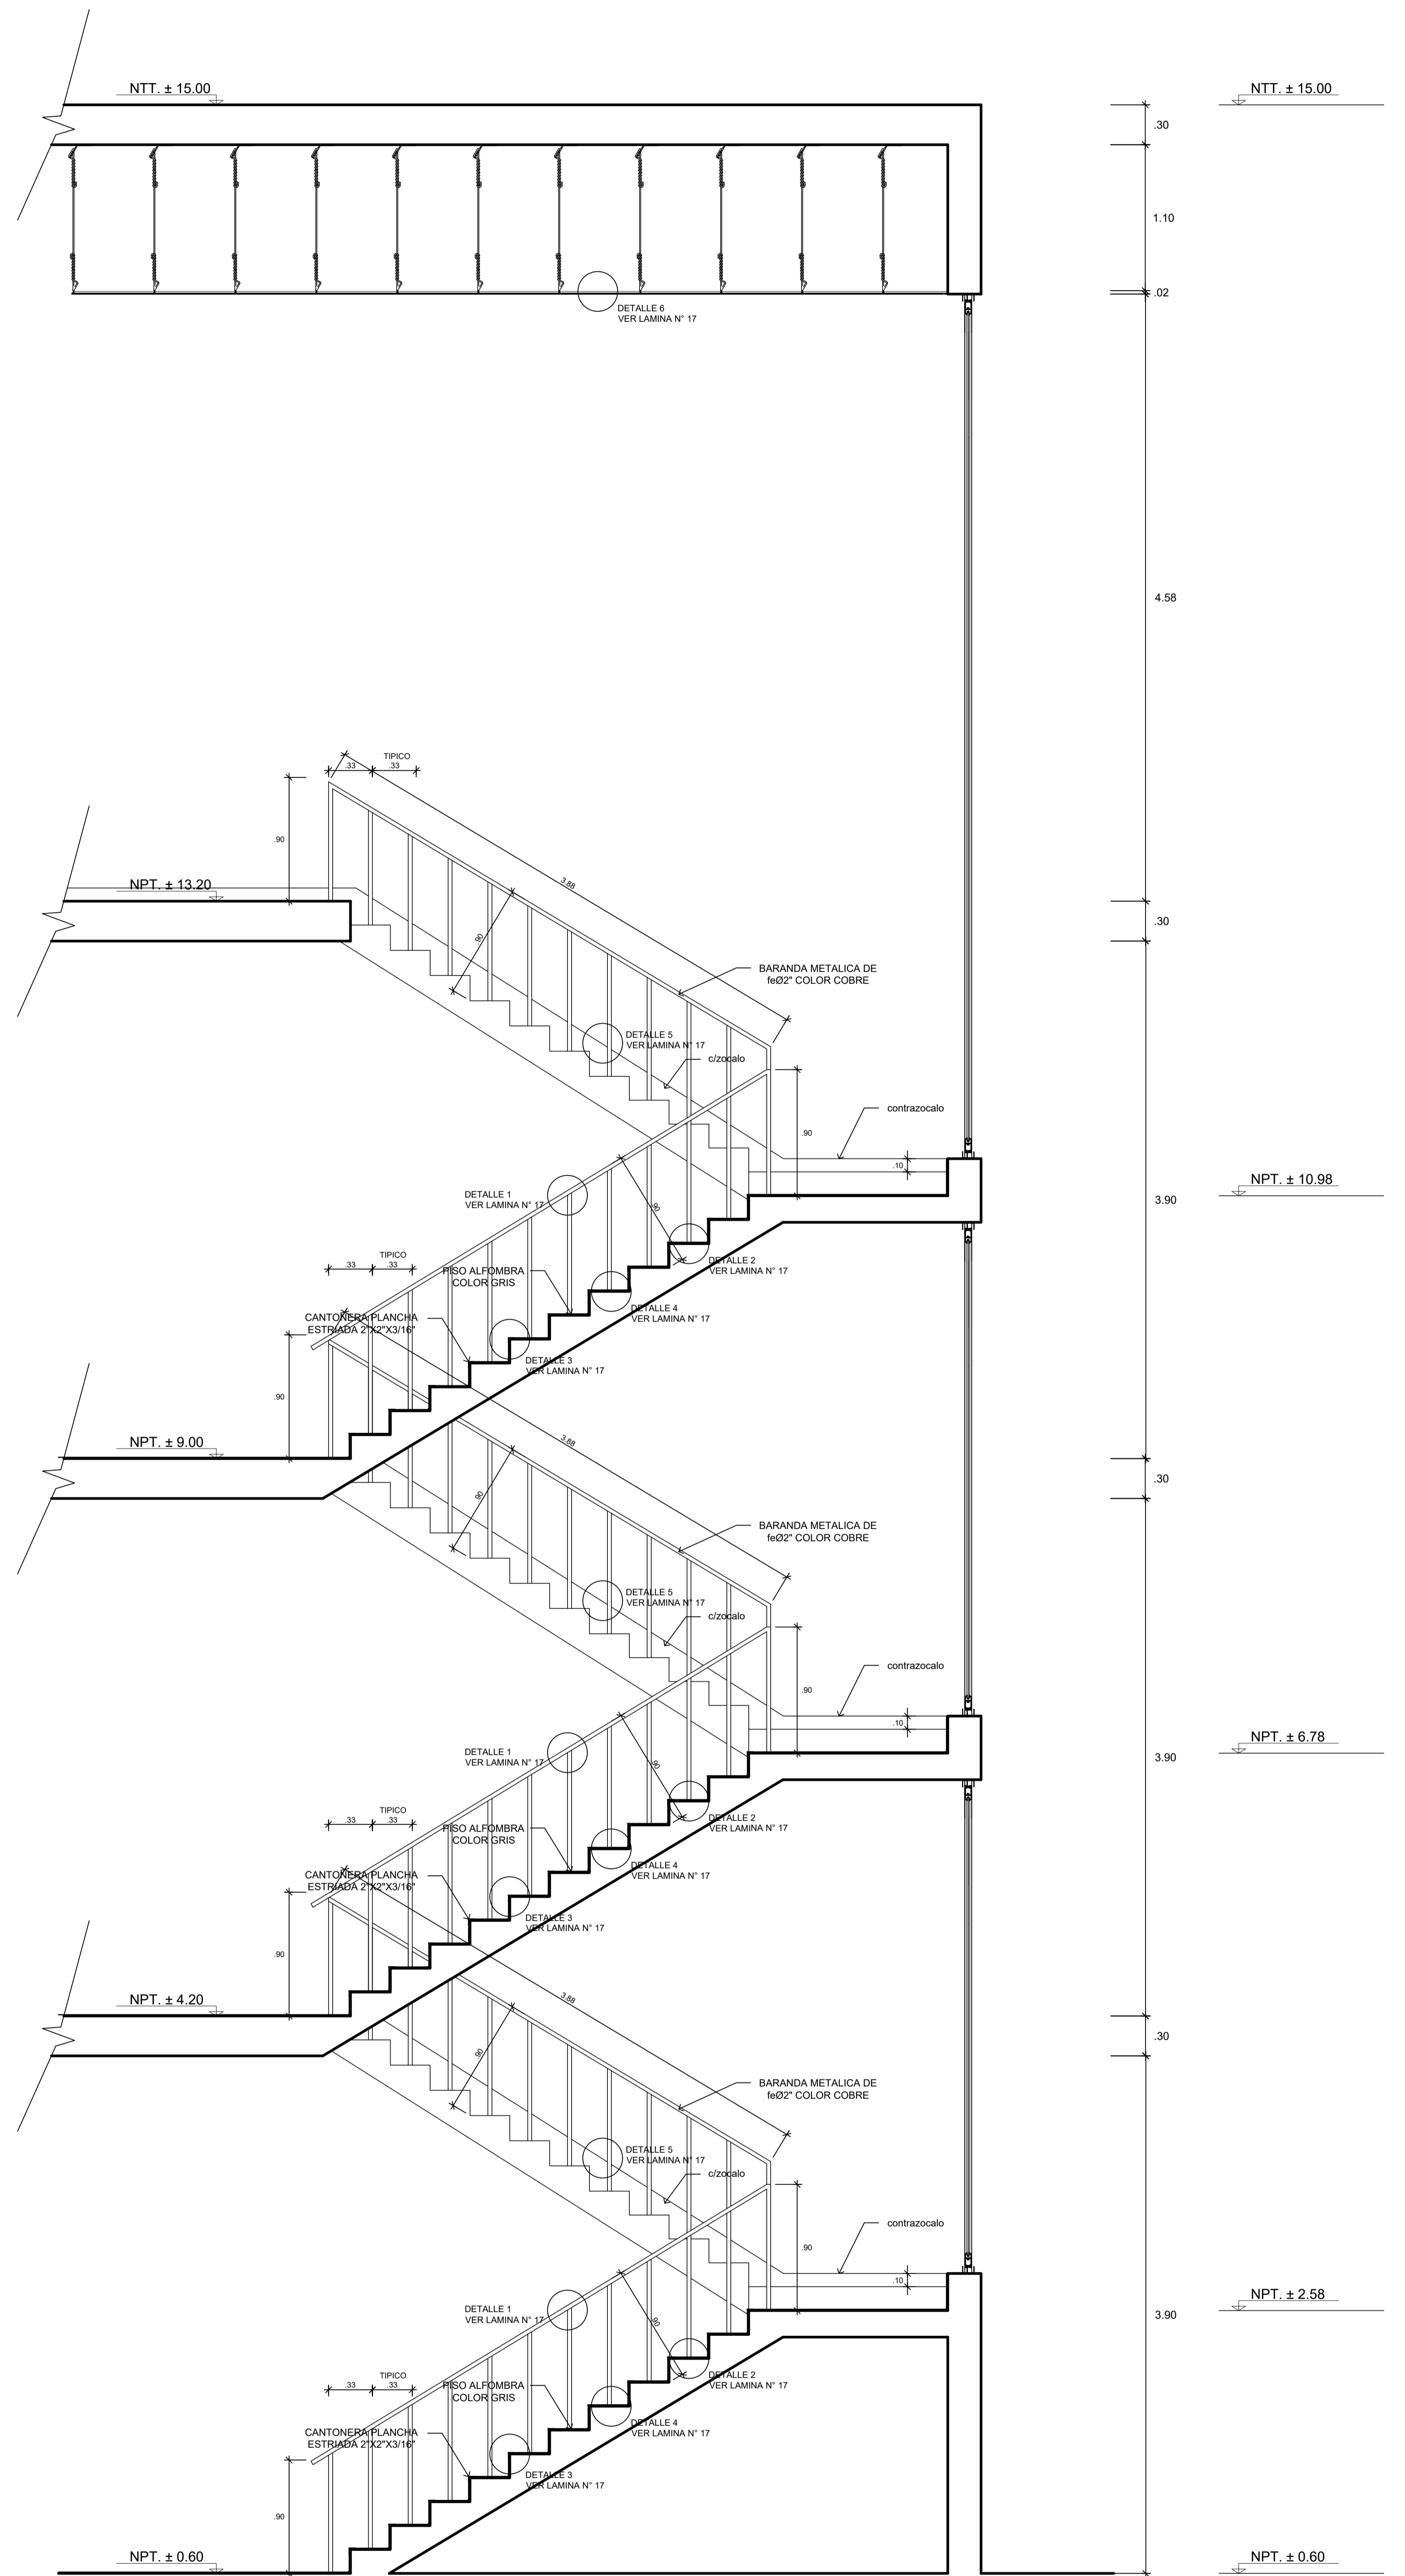 NTT. ± 15.00
NTT. ± 15.00
.30
1.10
.02
DETALLE 6
VER LAMINA N° 17
4.58
TIPICO
.33
.33
.90
3.88
NPT. ± 13.20
.30
.90
BARANDA METALICA DE
feØ2" COLOR COBRE
DETALLE 5
VER LAMINA N° 17
c/zocalo
contrazocalo
.90
.10
NPT. ± 10.98
DETALLE 1
VER LAMINA N° 17
3.90
.90
TIPICO
.33
.33
PISO ALFOMBRA
COLOR GRIS
DETALLE 2
VER LAMINA N° 17
DETALLE 4
VER LAMINA N° 17
CANTONERA PLANCHA
ESTRIADA 2"X2"X3/16"
DETALLE 3
VER LAMINA N° 17
.90
NPT. ± 9.00
3.88
.30
.90
BARANDA METALICA DE
feØ2" COLOR COBRE
DETALLE 5
VER LAMINA N° 17
c/zocalo
contrazocalo
.90
.10
NPT. ± 6.78
DETALLE 1
VER LAMINA N° 17
3.90
.90
TIPICO
.33
.33
PISO ALFOMBRA
COLOR GRIS
DETALLE 2
VER LAMINA N° 17
DETALLE 4
VER LAMINA N° 17
CANTONERA PLANCHA
ESTRIADA 2"X2"X3/16"
DETALLE 3
VER LAMINA N° 17
.90
NPT. ± 4.20
3.88
.30
.90
BARANDA METALICA DE
feØ2" COLOR COBRE
DETALLE 5
VER LAMINA N° 17
c/zocalo
contrazocalo
.90
.10
NPT. ± 2.58
DETALLE 1
VER LAMINA N° 17
3.90
.90
TIPICO
.33
.33
PISO ALFOMBRA
COLOR GRIS
DETALLE 2
VER LAMINA N° 17
DETALLE 4
VER LAMINA N° 17
CANTONERA PLANCHA
ESTRIADA 2"X2"X3/16"
DETALLE 3
VER LAMINA N° 17
.90
NPT. ± 0.60
NPT. ± 0.60